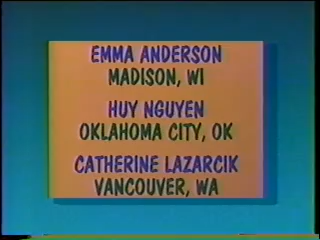 EMMA ANDERSON
MADISON, WI
HUY NGUYEN
OKLAHOMA CITY, OK
CATHERINE LAZARCIK
VANCOUVER, WA